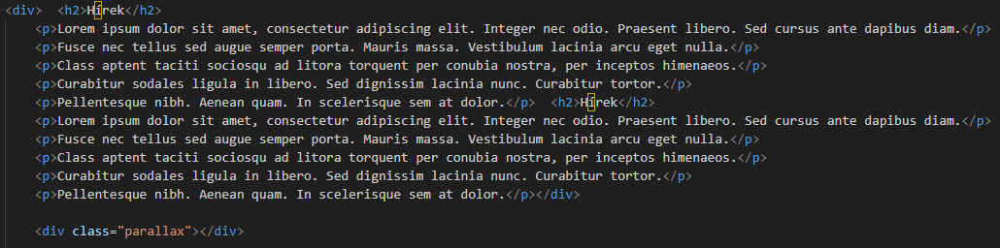 <div>  <h2>Hírek</h2>
    <p>Lorem ipsum dolor sit amet, consectetur adipiscing elit. Integer nec odio. Praesent libero. Sed cursus ante dapibus diam.</p>
    <p>Fusce nec tellus sed augue semper porta. Mauris massa. Vestibulum lacinia arcu eget nulla.</p>
    <p>Class aptent taciti sociosqu ad litora torquent per conubia nostra, per inceptos himenaeos.</p>
    <p>Curabitur sodales ligula in libero. Sed dignissim lacinia nunc. Curabitur tortor.</p>
    <p>Pellentesque nibh. Aenean quam. In scelerisque sem at dolor.</p>  <h2>Hírek</h2>
    <p>Lorem ipsum dolor sit amet, consectetur adipiscing elit. Integer nec odio. Praesent libero. Sed cursus ante dapibus diam.</p>
    <p>Fusce nec tellus sed augue semper porta. Mauris massa. Vestibulum lacinia arcu eget nulla.</p>
    <p>Class aptent taciti sociosqu ad litora torquent per conubia nostra, per inceptos himenaeos.</p>
    <p>Curabitur sodales ligula in libero. Sed dignissim lacinia nunc. Curabitur tortor.</p>
    <p>Pellentesque nibh. Aenean quam. In scelerisque sem at dolor.</p></div>
    <div class="parallax"></div>